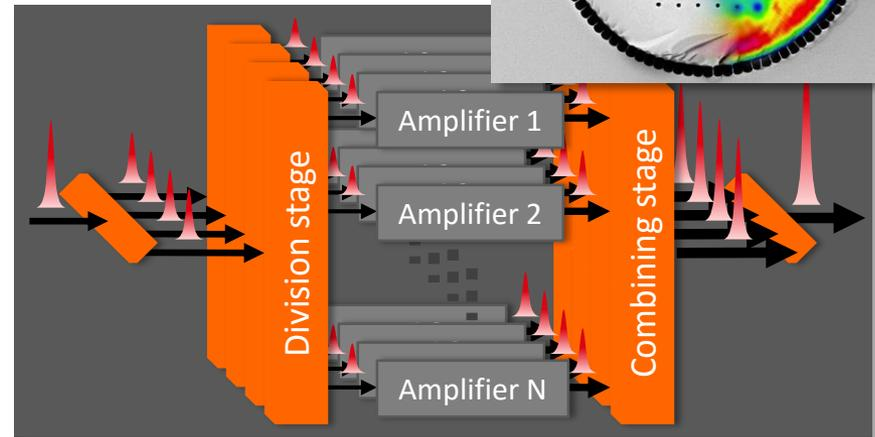 Division stage
Amplifier 1
Amplifier 2
Amplifier N
Combining stage